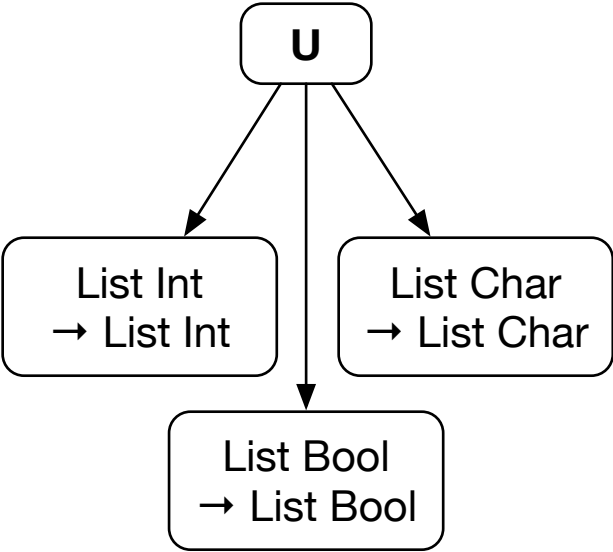 U
List Int
→ List Int
List Char
→ List Char
List Bool
→ List Bool